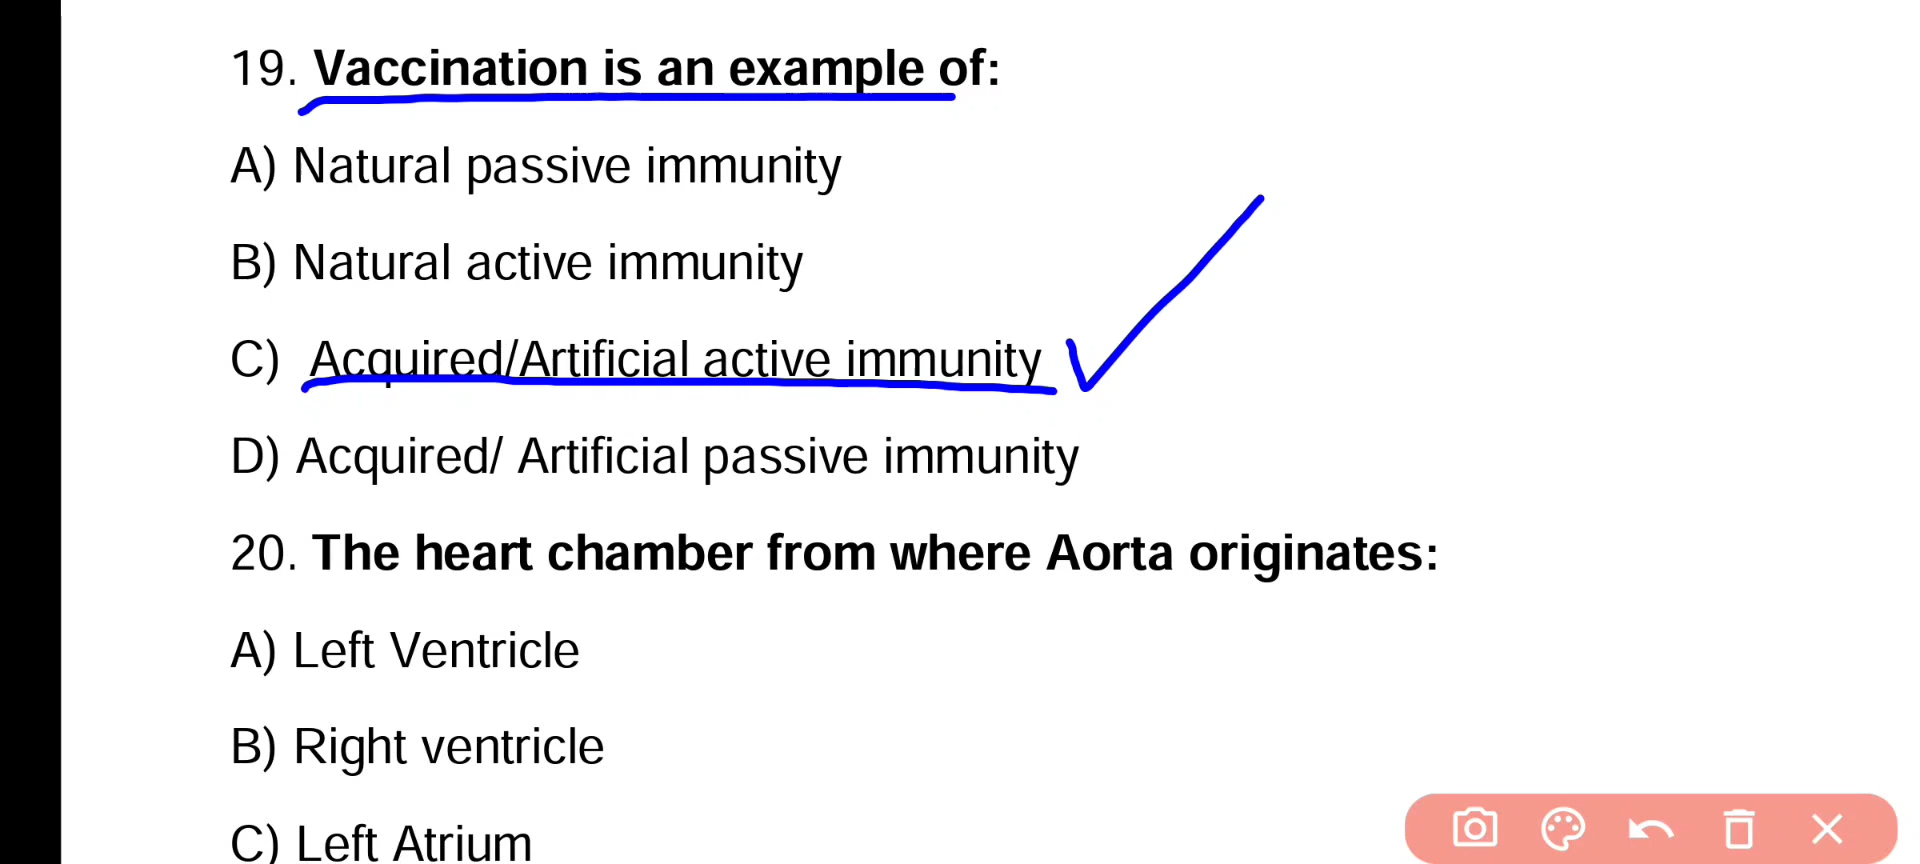 19. Vaccination is an example of:
A) Natural passive immunity
B) Natural active immunity
C) Acquired/Artificial active immunity
D) Acquired/ Artificial passive immunity
20. The heart chamber from where Aorta originates:
A) Left Ventricle
B) Right ventricle
C) Left Atrium